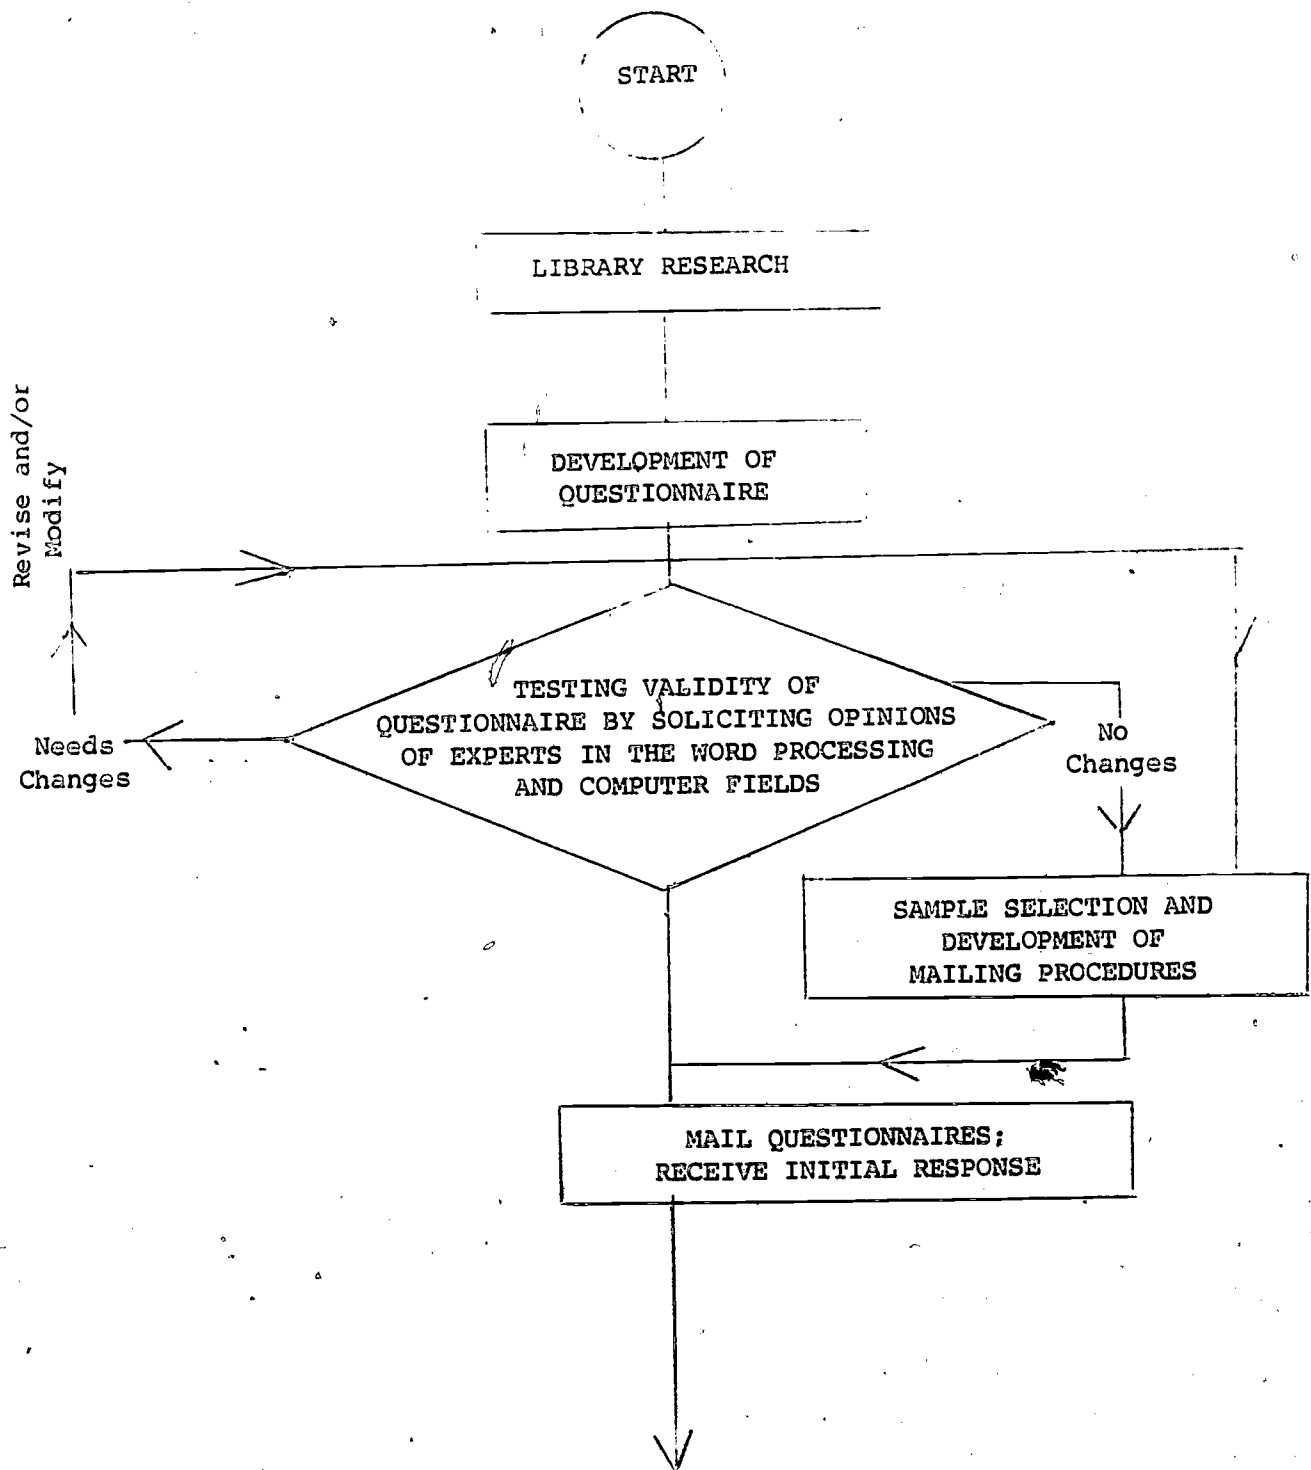 START
LIBRARY RESEARCH
DEVELOPMENT OF
QUESTIONNAIRE
Revise and/or
Modify
TESTING VALIDITY OF
QUESTIONNAIRE BY SOLICITING OPINIONS
OF EXPERTS IN THE WORD PROCESSING
AND COMPUTER FIELDS
Needs
Changes
No
Changes
SAMPLE SELECTION AND
DEVELOPMENT OF
MAILING PROCEDURES
MAIL QUESTIONNAIRES;
RECEIVE INITIAL RESPONSE